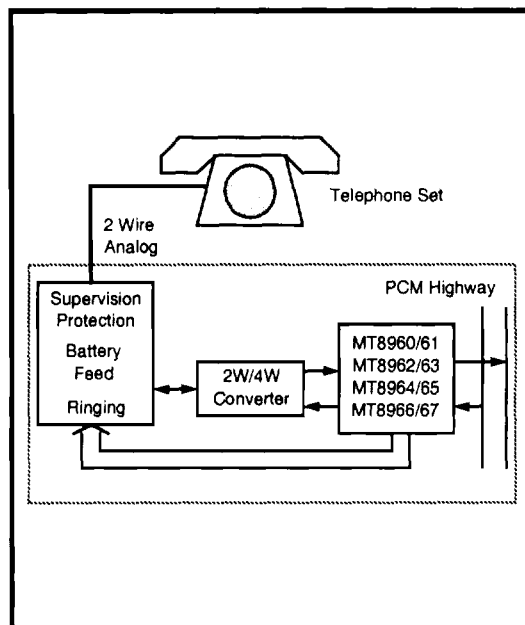 Telephone Set
2 Wire
Analog
PCM Highway
Supervision
Protection
Battery
Feed
Ringing
2W/4W
Converter
MT8960/61
MT8962/63
MT8964/65
MT8966/67